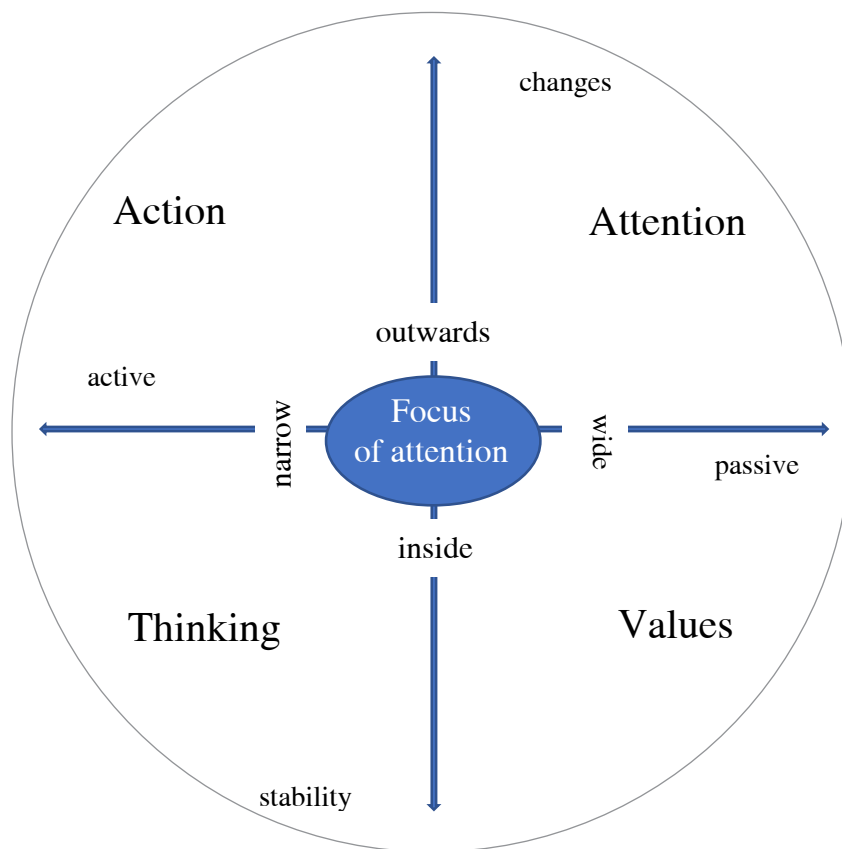 changes
Action
Attention
outwards
active
narrow
Focus
of attention
wide
passive
inside
Thinking
Values
stability